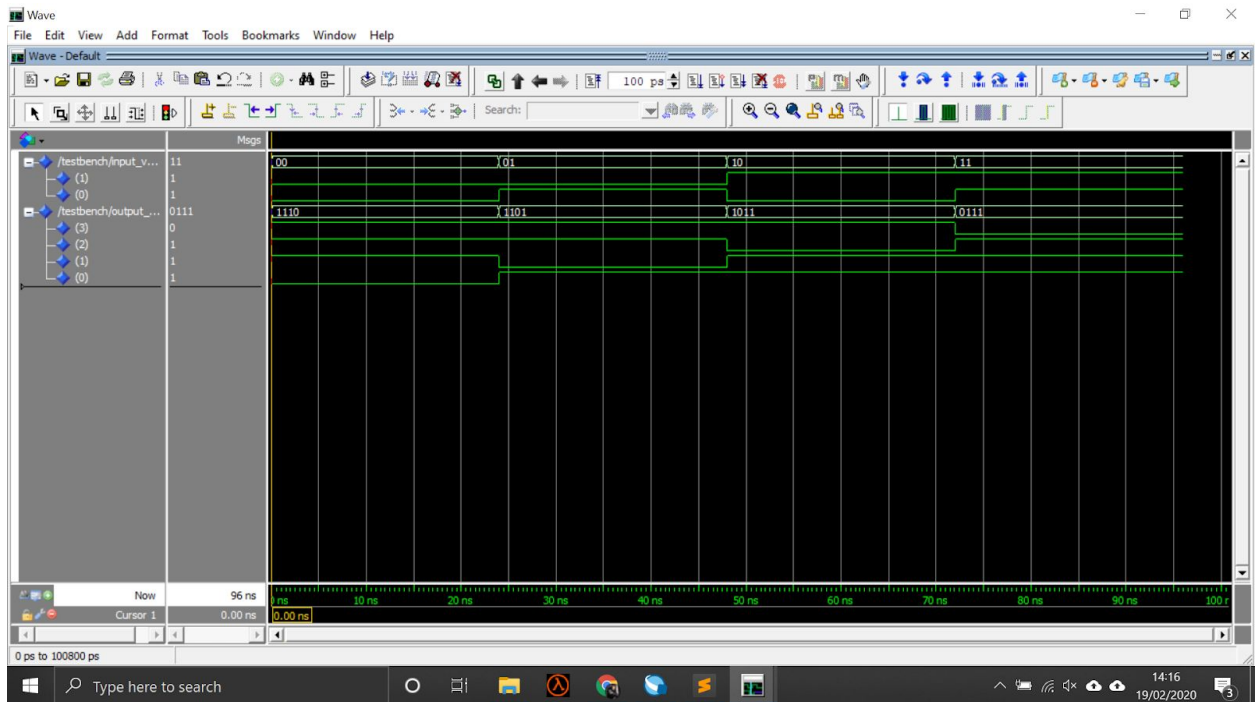 Wave
File Edit View Add Format Tools Bookmarks Window Help
Wave - Default
100 ps
Search:
Msgs
/testbench/input_v... 11 00 01 10 11
(1) 1
(0) 1
/testbench/output_... 0111 1110 1101 1011 0111
(3) 0
(2) 1
(1) 1
(0) 1
Now 96 ns ns 10 ns 20 ns 30 ns 40 ns 50 ns 60 ns 70 ns 80 ns 90 ns 100
Cursor 1 0.00 ns 0.00 ns
0 ps to 100800 ps
Type here to search
14:16
19/02/2020
3